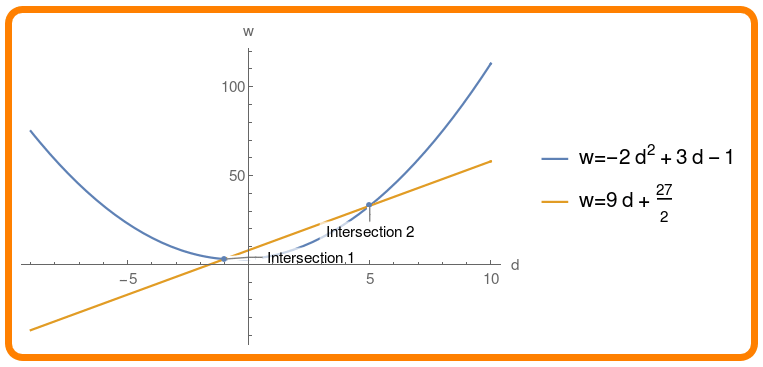 w
100
50
−5
5
10
d
Intersection 2
Intersection 1
w=−2 d² + 3 d − 1
w=9 d + 27/2